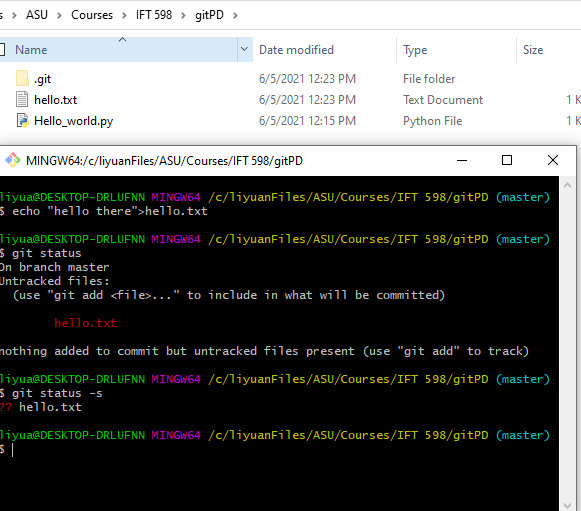 s > ASU > Courses > IFT 598 > gitPD >
Name Date modified Type Size
.git 6/5/2021 12:23 PM File folder
hello.txt 6/5/2021 12:23 PM Text Document 1 K
Hello_world.py 6/5/2021 12:15 PM Python File 1 K
MINGW64:/c/liyuanFiles/ASU/Courses/IFT 598/gitPD
liyua@DESKTOP-DRLUFNN MINGW64 /c/liyuanFiles/ASU/Courses/IFT 598/gitPD (master)
$ echo "hello there">hello.txt
liyua@DESKTOP-DRLUFNN MINGW64 /c/liyuanFiles/ASU/Courses/IFT 598/gitPD (master)
$ git status
On branch master
Untracked files:
(use "git add <file>..." to include in what will be committed)
hello.txt
nothing added to commit but untracked files present (use "git add" to track)
liyua@DESKTOP-DRLUFNN MINGW64 /c/liyuanFiles/ASU/Courses/IFT 598/gitPD (master)
$ git status -s
?? hello.txt
liyua@DESKTOP-DRLUFNN MINGW64 /c/liyuanFiles/ASU/Courses/IFT 598/gitPD (master)
$